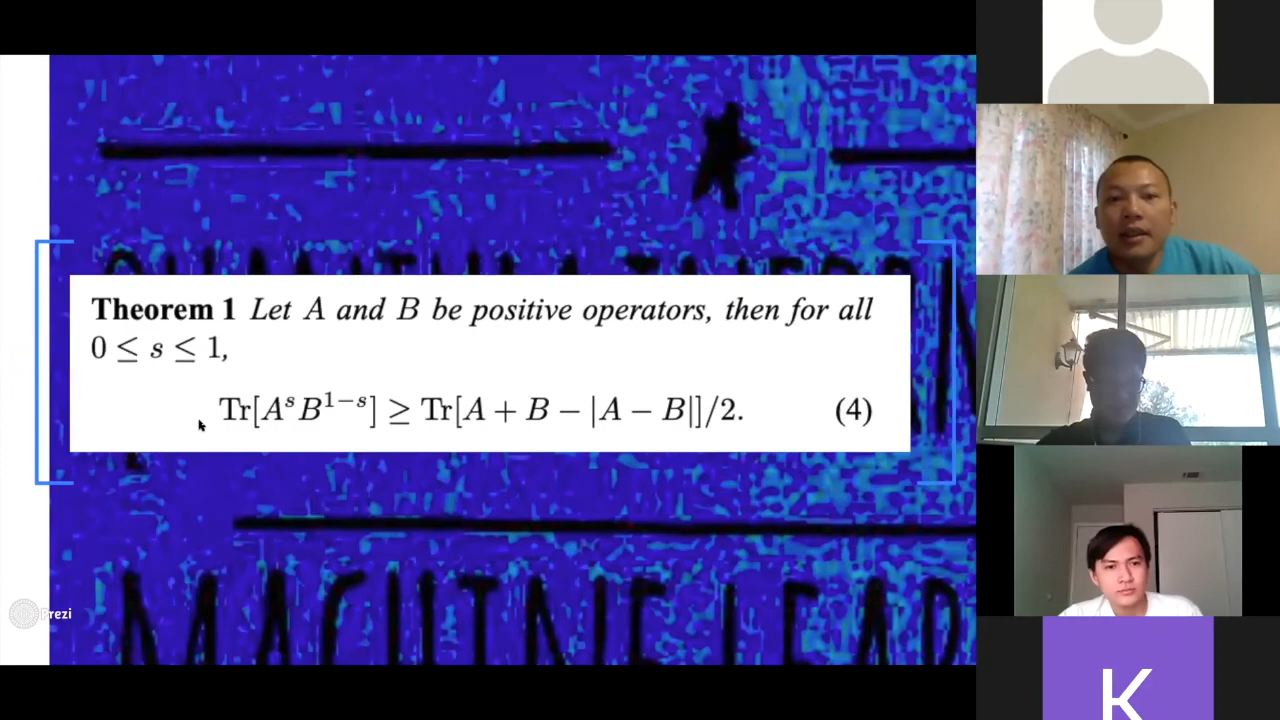 Theorem 1 Let A and B be positive operators, then for all
0 ≤ s ≤ 1,
Tr[A^s B^{1−s}] ≥ Tr[A + B − |A − B|]/2. (4)
Prezi
K